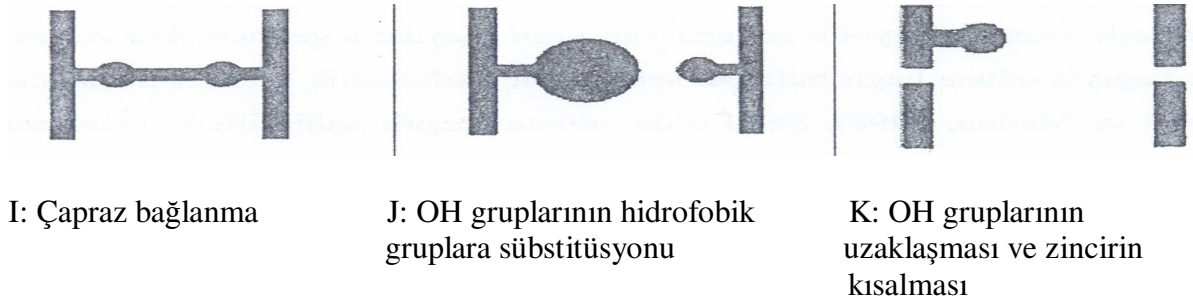 I: Çapraz bağlanma
J: OH gruplarının hidrofobik
gruplara sübstitüsyonu
K: OH gruplarının
uzaklaşması ve zincirin
kısalması